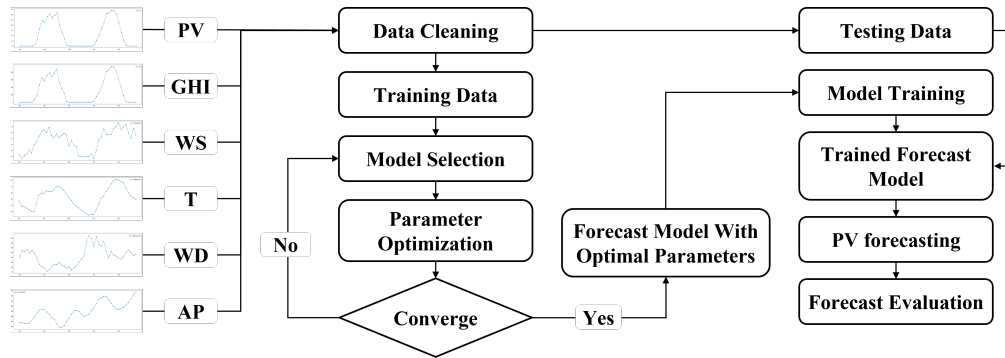 PV
GHI
WS
T
WD
AP
Data Cleaning
Training Data
Model Selection
Parameter
Optimization
Converge
No
Yes
Forecast Model With
Optimal Parameters
Testing Data
Model Training
Trained Forecast
Model
PV forecasting
Forecast Evaluation